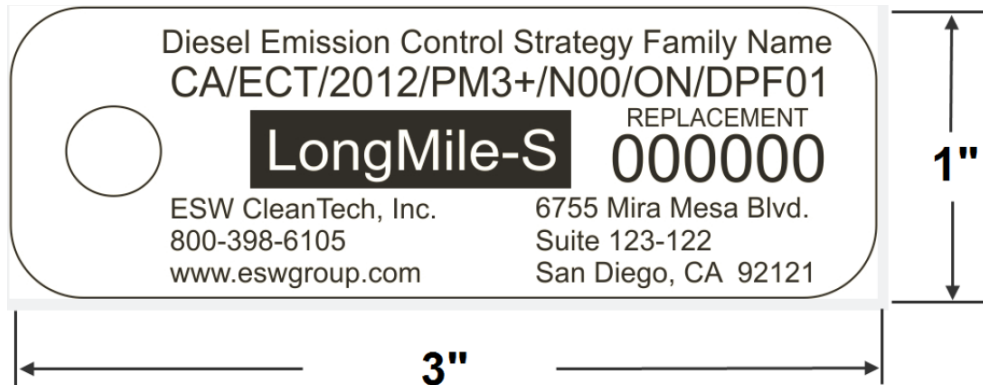 Diesel Emission Control Strategy Family Name
CA/ECT/2012/PM3+/N00/ON/DPF01
LongMile-S
REPLACEMENT
000000
ESW CleanTech, Inc.
800-398-6105
www.eswgroup.com
6755 Mira Mesa Blvd.
Suite 123-122
San Diego, CA  92121
1"
3"